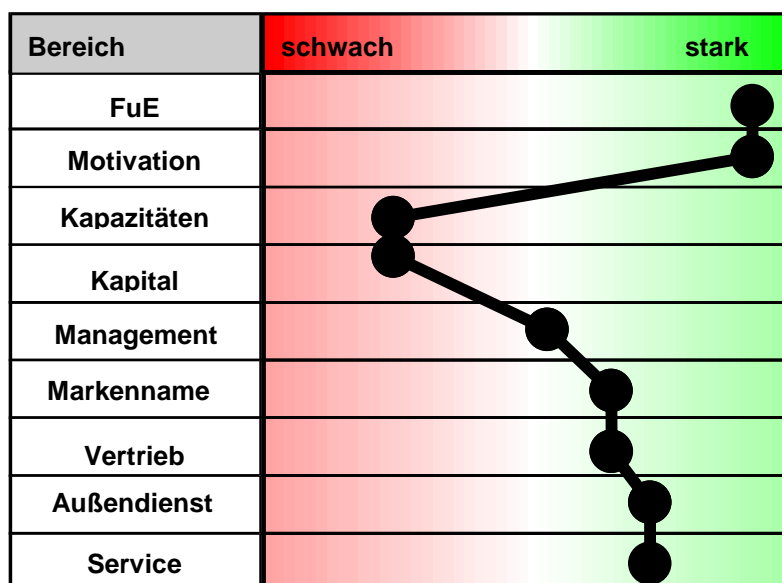 Bereich schwach stark
FuE
Motivation
Kapazitäten
Kapital
Management
Markenname
Vertrieb
Außendienst
Service